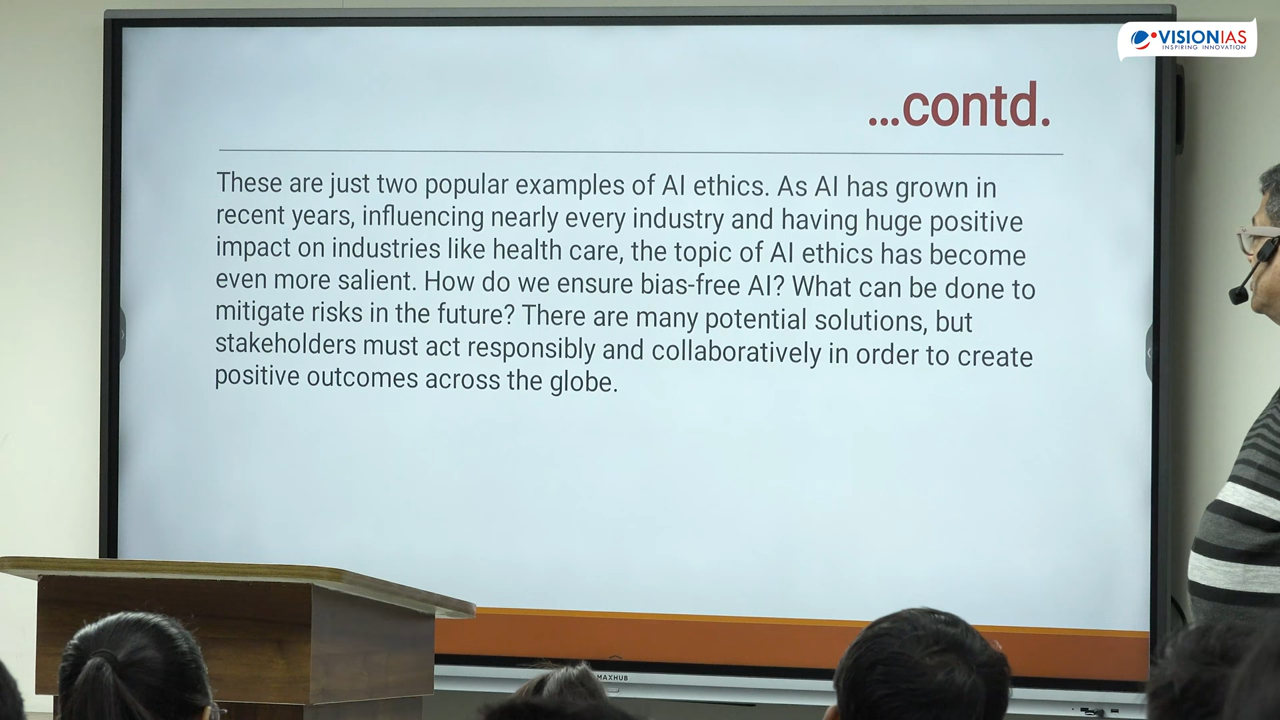 VISIONIAS
INSPIRING INNOVATION
...contd.
These are just two popular examples of AI ethics. As AI has grown in
recent years, influencing nearly every industry and having huge positive
impact on industries like health care, the topic of AI ethics has become
even more salient. How do we ensure bias-free AI? What can be done to
mitigate risks in the future? There are many potential solutions, but
stakeholders must act responsibly and collaboratively in order to create
positive outcomes across the globe.
MAXHUB